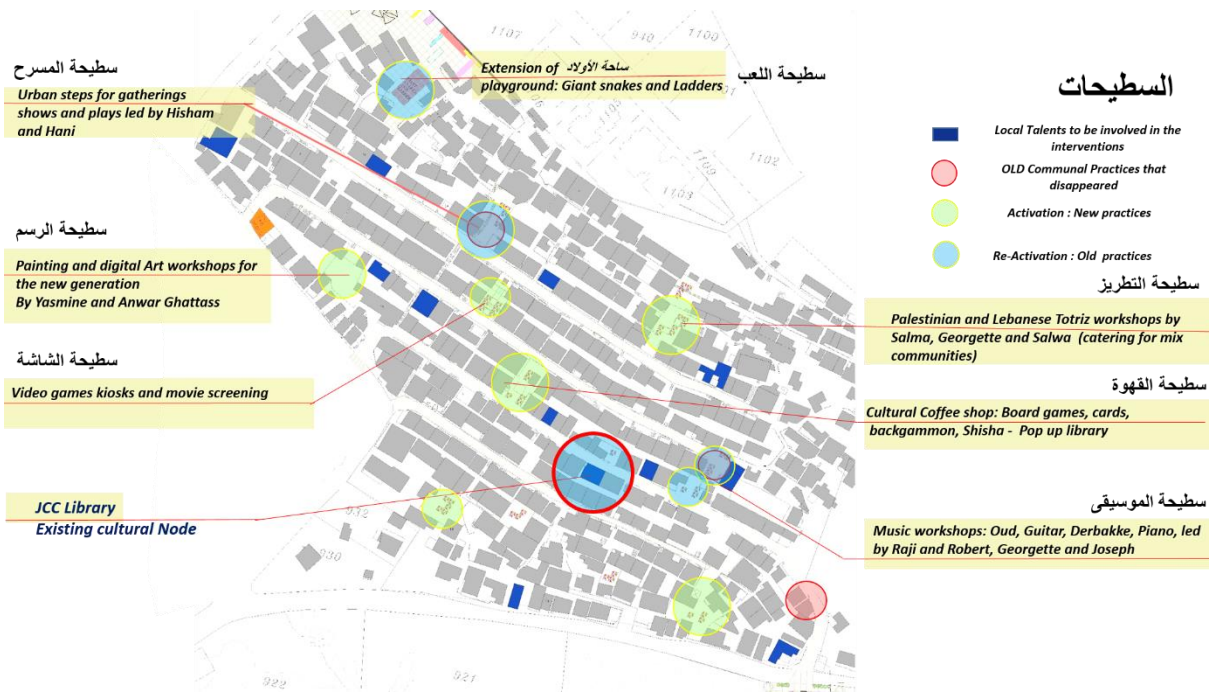 سطيحة المسرح
Urban steps for gatherings
shows and plays led by Hisham
and Hani
سطيحة الرسم
Painting and digital Art workshops for
the new generation
By Yasmine and Anwar Ghattass
سطيحة الشاشة
Video games kiosks and movie screening
JCC Library
Existing cultural Node
Extension of ساحة الأولاد
playground: Giant snakes and Ladders
سطيحة اللعب
السطيحات
Local Talents to be involved in the
interventions
OLD Communal Practices that
disappeared
Activation : New practices
Re-Activation : Old practices
سطيحة التطريز
Palestinian and Lebanese Totriz workshops by
Salma, Georgette and Salwa (catering for mix
communities)
سطيحة القهوة
Cultural Coffee shop: Board games, cards,
backgammon, Shisha - Pop up library
سطيحة الموسيقى
Music workshops: Oud, Guitar, Derbakke, Piano, led
by Raji and Robert, Georgette and Joseph
1107
940
1100
1102
1109
1103
932
930
922
921